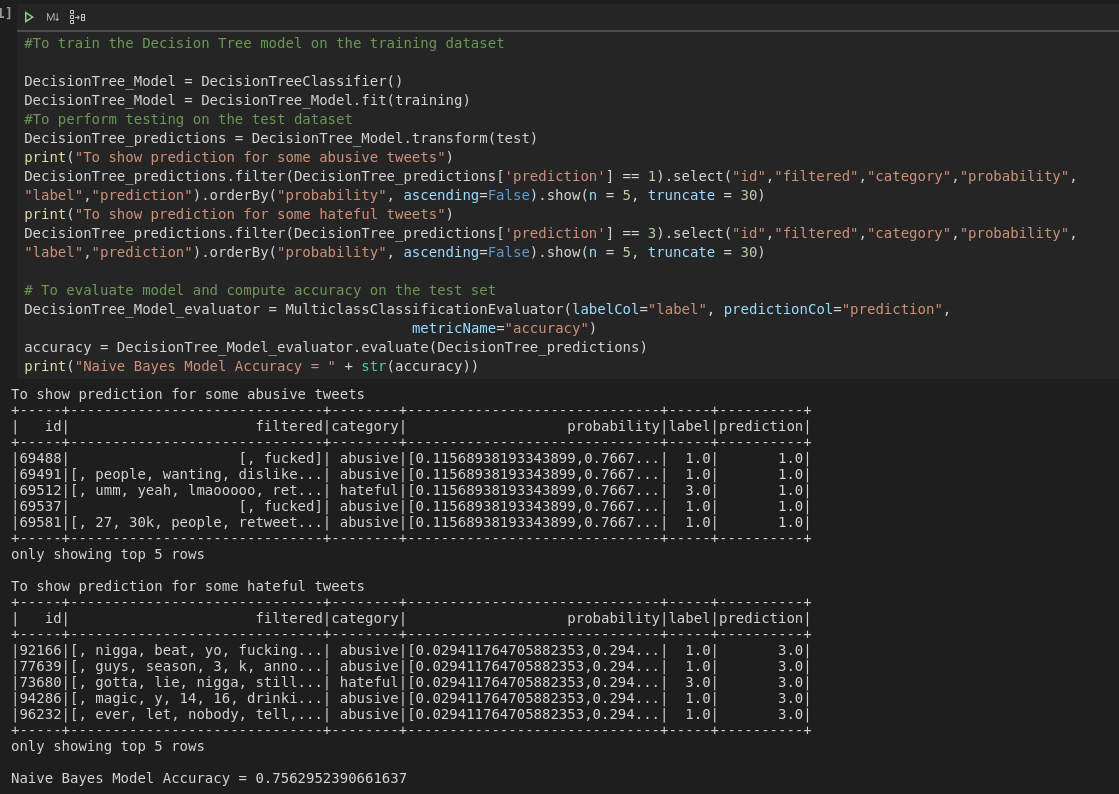 1]
M↓
#To train the Decision Tree model on the training dataset
DecisionTree_Model = DecisionTreeClassifier()
DecisionTree_Model = DecisionTree_Model.fit(training)
#To perform testing on the test dataset
DecisionTree_predictions = DecisionTree_Model.transform(test)
print("To show prediction for some abusive tweets")
DecisionTree_predictions.filter(DecisionTree_predictions['prediction'] == 1).select("id","filtered","category","probability",
"label","prediction").orderBy("probability", ascending=False).show(n = 5, truncate = 30)
print("To show prediction for some hateful tweets")
DecisionTree_predictions.filter(DecisionTree_predictions['prediction'] == 3).select("id","filtered","category","probability",
"label","prediction").orderBy("probability", ascending=False).show(n = 5, truncate = 30)
# To evaluate model and compute accuracy on the test set
DecisionTree_Model_evaluator = MulticlassClassificationEvaluator(labelCol="label", predictionCol="prediction",
metricName="accuracy")
accuracy = DecisionTree_Model_evaluator.evaluate(DecisionTree_predictions)
print("Naive Bayes Model Accuracy = " + str(accuracy))
To show prediction for some abusive tweets
+-----+------------------------------+--------+------------------------------+-----+----------+
|   id|                      filtered|category|                   probability|label|prediction|
+-----+------------------------------+--------+------------------------------+-----+----------+
|69488|                    [, fucked]| abusive|[0.11568938193343899,0.7667...|  1.0|       1.0|
|69491|[, people, wanting, dislike...| abusive|[0.11568938193343899,0.7667...|  1.0|       1.0|
|69512|[, umm, yeah, lmaooooo, ret...| hateful|[0.11568938193343899,0.7667...|  3.0|       1.0|
|69537|                    [, fucked]| abusive|[0.11568938193343899,0.7667...|  1.0|       1.0|
|69581|[, 27, 30k, people, retweet...| abusive|[0.11568938193343899,0.7667...|  1.0|       1.0|
+-----+------------------------------+--------+------------------------------+-----+----------+
only showing top 5 rows
To show prediction for some hateful tweets
+-----+------------------------------+--------+------------------------------+-----+----------+
|   id|                      filtered|category|                   probability|label|prediction|
+-----+------------------------------+--------+------------------------------+-----+----------+
|92166|[, nigga, beat, yo, fucking...| abusive|[0.029411764705882353,0.294...|  1.0|       3.0|
|77639|[, guys, season, 3, k, anno...| abusive|[0.029411764705882353,0.294...|  1.0|       3.0|
|73680|[, gotta, lie, nigga, still...| hateful|[0.029411764705882353,0.294...|  3.0|       3.0|
|94286|[, magic, y, 14, 16, drinki...| abusive|[0.029411764705882353,0.294...|  1.0|       3.0|
|96232|[, ever, let, nobody, tell,...| abusive|[0.029411764705882353,0.294...|  1.0|       3.0|
+-----+------------------------------+--------+------------------------------+-----+----------+
only showing top 5 rows
Naive Bayes Model Accuracy = 0.7562952390661637